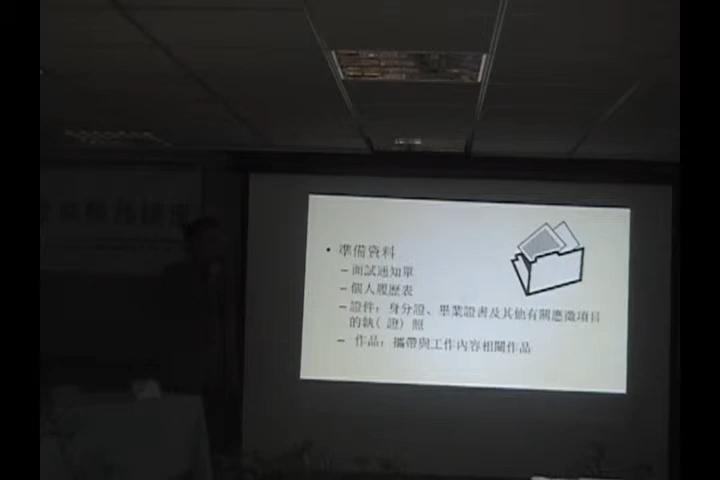 • 準備資料
– 面試通知單
– 個人履歷表
– 證件：身分證、畢業證書及其他有關應徵項目
的執(證)照
– 作品：攜帶與工作內容相關作品